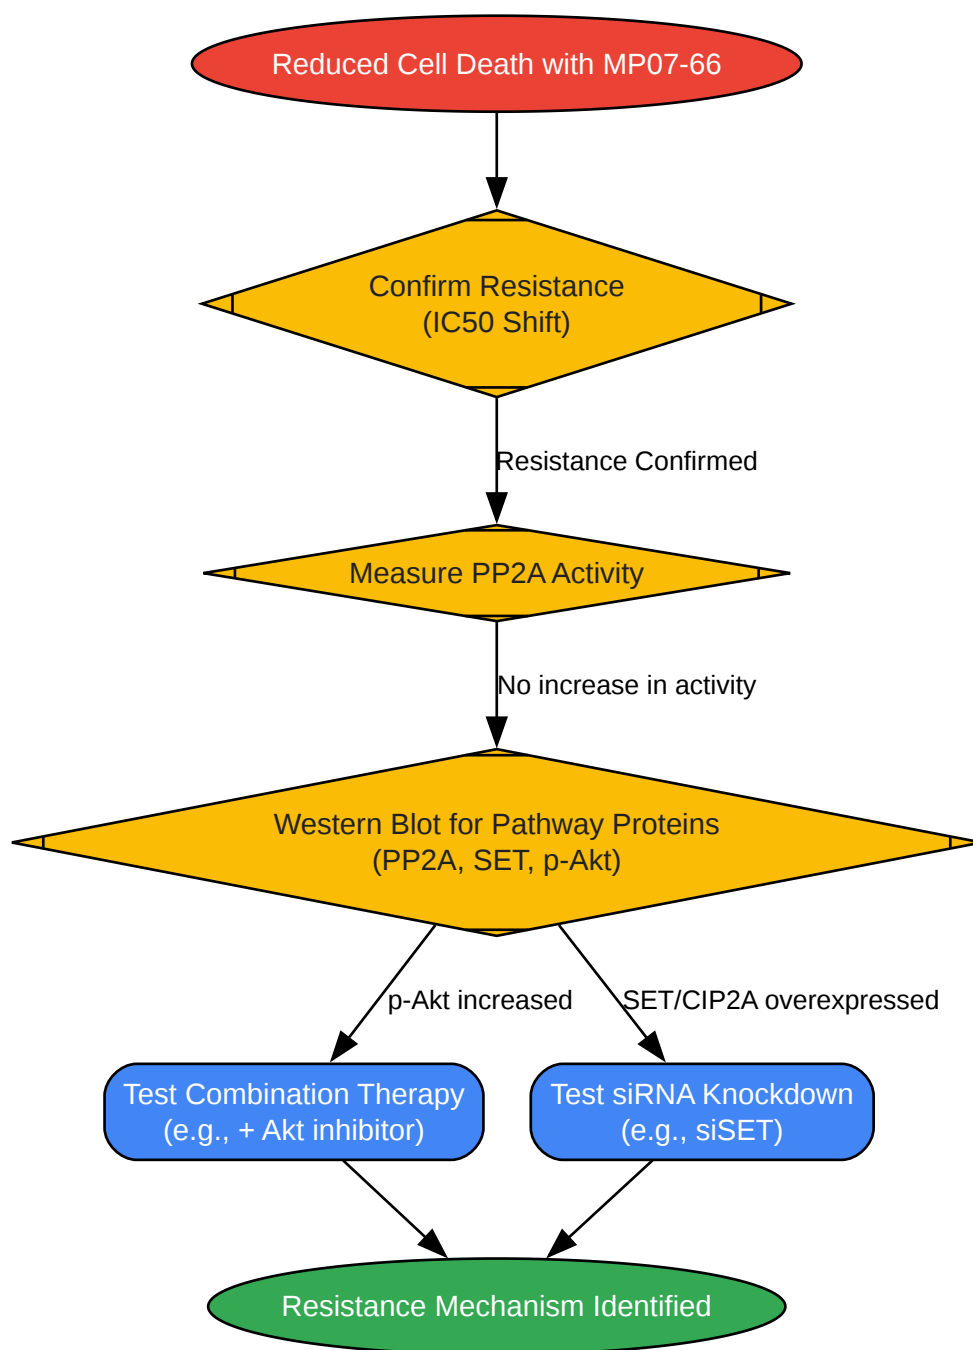 Reduced Cell Death with MP07-66
Confirm Resistance
(IC50 Shift)
Resistance Confirmed
Measure PP2A Activity
No increase in activity
Western Blot for Pathway Proteins
(PP2A, SET, p-Akt)
p-Akt increased
SET/CIP2A overexpressed
Test Combination Therapy
(e.g., + Akt inhibitor)
Test siRNA Knockdown
(e.g., siSET)
Resistance Mechanism Identified